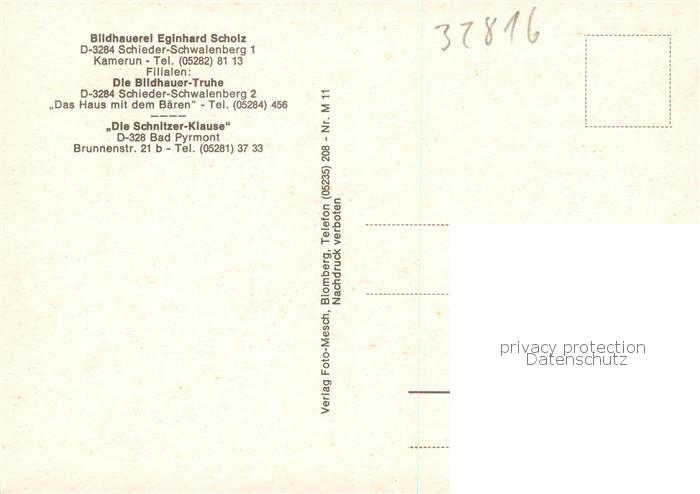 Bildhauerei Eginhard Scholz
D-3284 Schieder-Schwalenberg 1
Kamerun - Tel. (05282) 81 13
Filialen:
Die Bildhauer-Truhe
D-3284 Schieder-Schwalenberg 2
„Das Haus mit dem Bären“ - Tel. (05284) 456
„Die Schnitzer-Klause“
D-328 Bad Pyrmont
Brunnenstr. 21 b - Tel. (05281) 37 33
Verlag Foto-Mesch, Blomberg, Telefon (05235) 208 - Nr. M 11
Nachdruck verboten
32816
privacy protection
Datenschutz